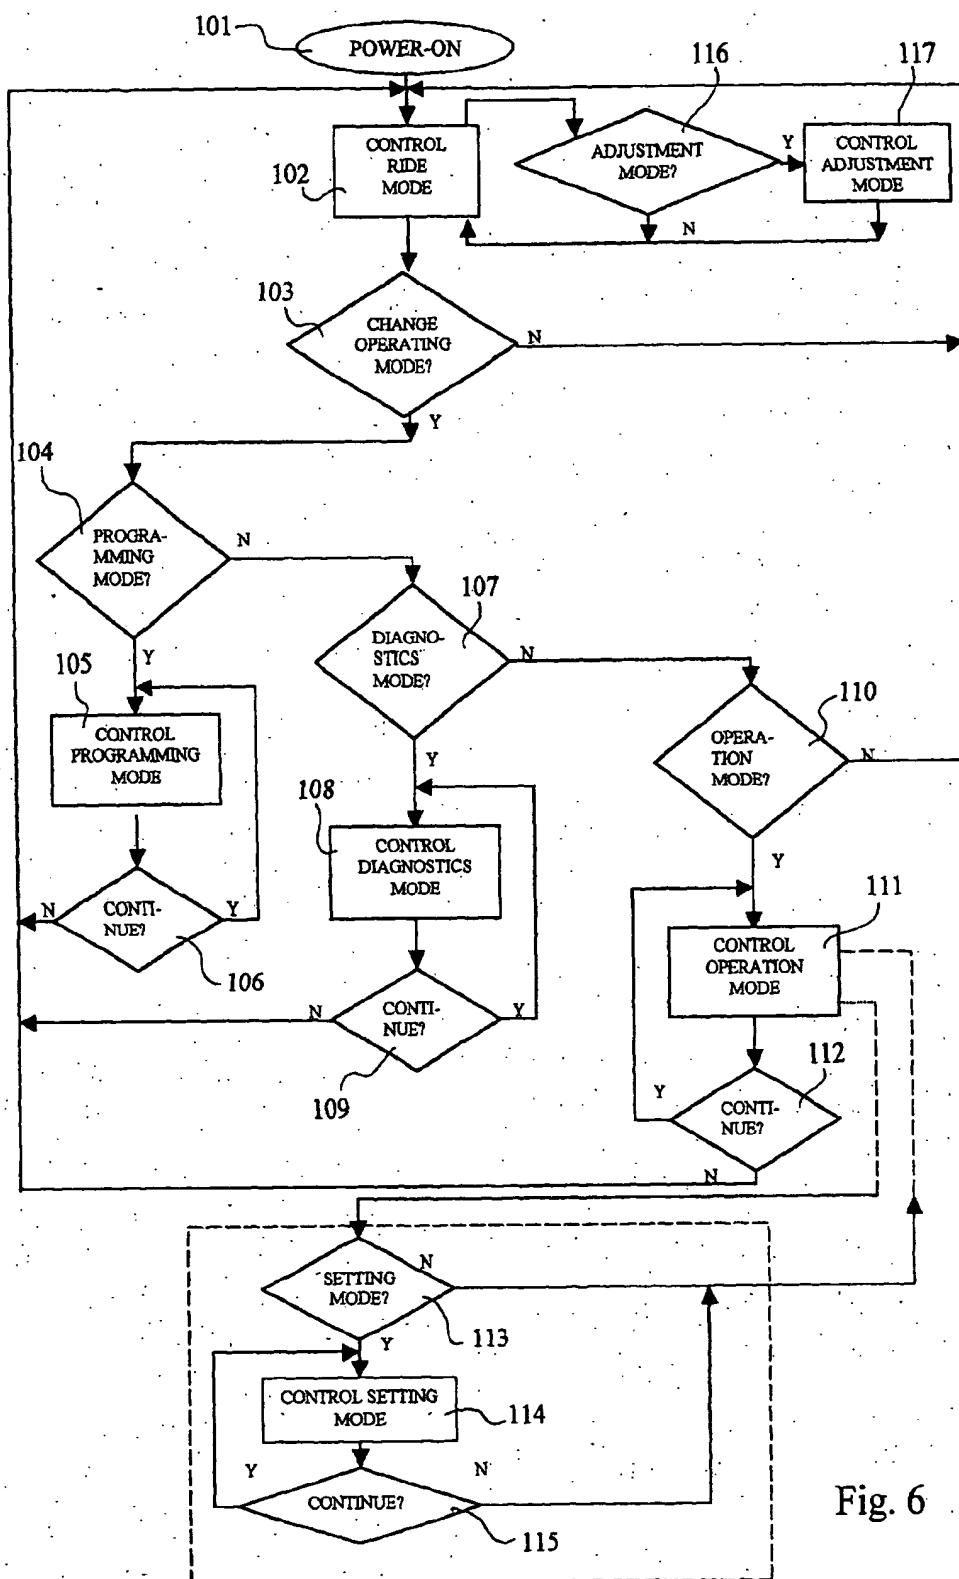 101
POWER-ON
116
117
CONTROL
RIDE
MODE
102
ADJUSTMENT
MODE?
Y
CONTROL
ADJUSTMENT
MODE
N
103
CHANGE
OPERATING
MODE?
N
Y
104
PROGRA-
MMING
MODE?
N
Y
107
DIAGNO-
STICS
MODE?
N
Y
105
CONTROL
PROGRAMMING
MODE
110
OPERA-
TION
MODE?
N
Y
108
CONTROL
DIAGNOSTICS
MODE
N
CONTI-
NUE?
Y
106
111
CONTROL
OPERATION
MODE
N
CONTI-
NUE?
Y
109
112
Y
CONTI-
NUE?
N
SETTING
MODE?
N
113
Y
CONTROL SETTING
MODE
114
Y
N
CONTINUE?
115
Fig. 6